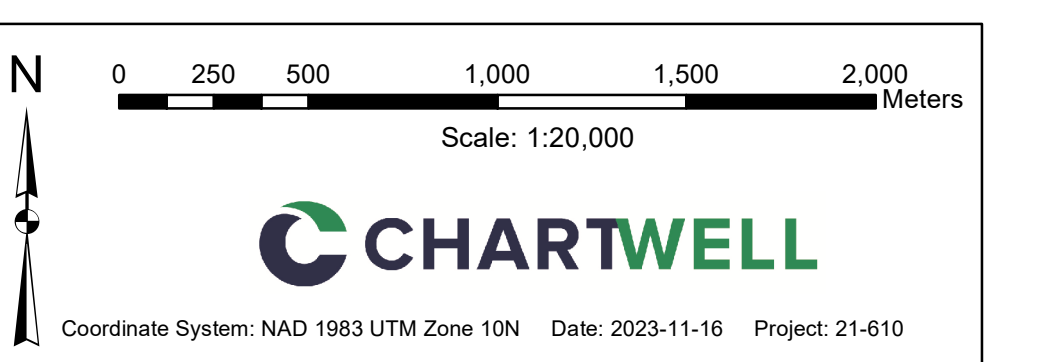 N
0 250 500 1,000 1,500 2,000
Meters
Scale: 1:20,000
CHARTWELL
Coordinate System: NAD 1983 UTM Zone 10N Date: 2023-11-16 Project: 21-610